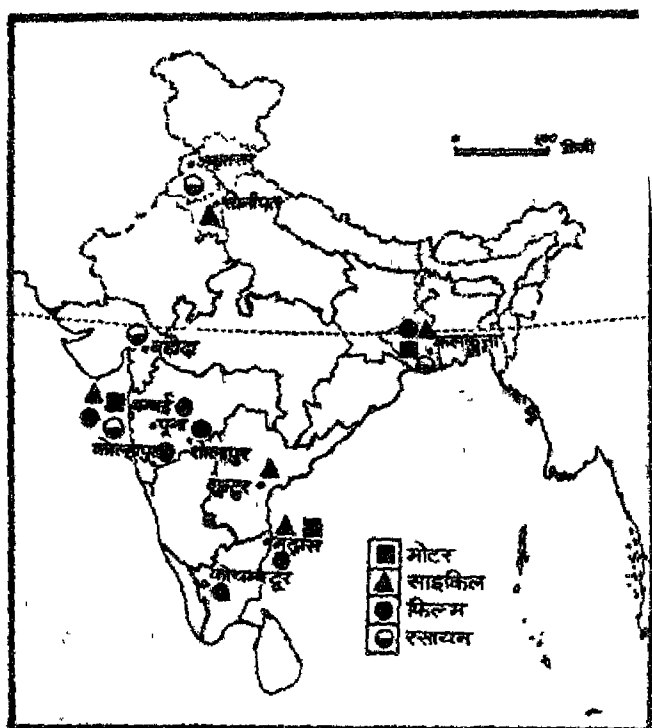 अमृतसर
सोनीपत
बड़ौदा
कलकत्ता
बम्बई
पूना
कोल्हापुर
शोलापुर
गुन्टुर
मद्रास
कोयम्बटूर
मोटर
साइकिल
फिल्म
रसायन